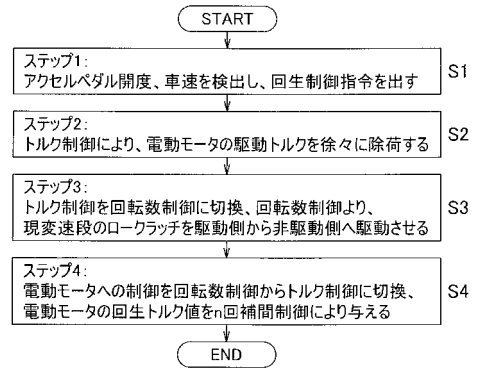 START
ステップ1:
アクセルペダル開度、車速を検出し、回生制御指令を出す
S1
ステップ2:
トルク制御により、電動モータの駆動トルクを徐々に除荷する
S2
ステップ3:
トルク制御を回転数制御に切換、回転数制御より、
現変速段のロークラッチを駆動側から非駆動側へ駆動させる
S3
ステップ4:
電動モータへの制御を回転数制御からトルク制御に切換、
電動モータの回生トルク値をn回補間制御により与える
S4
END